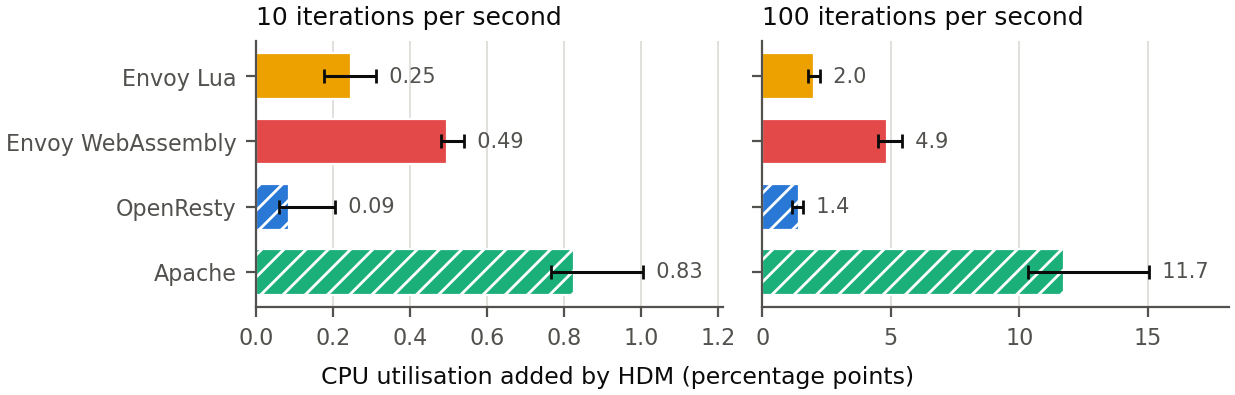 10 iterations per second
100 iterations per second
Envoy Lua
0.25
2.0
Envoy WebAssembly
0.49
4.9
OpenResty
0.09
1.4
Apache
0.83
11.7
0.0 0.2 0.4 0.6 0.8 1.0 1.2
0 5 10 15
CPU utilisation added by HDM (percentage points)